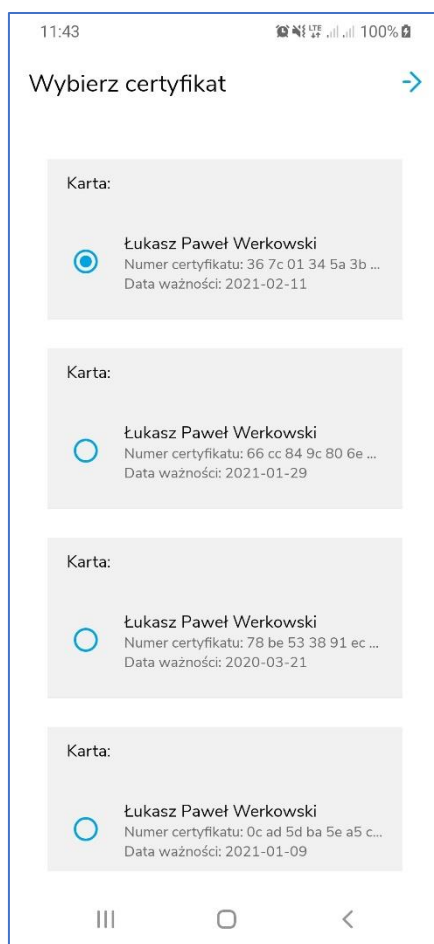 11:43 LTE 100%
Wybierz certyfikat
Karta:
Łukasz Paweł Werkowski
Numer certyfikatu: 36 7c 01 34 5a 3b ...
Data ważności: 2021-02-11
Karta:
Łukasz Paweł Werkowski
Numer certyfikatu: 66 cc 84 9c 80 6e ...
Data ważności: 2021-01-29
Karta:
Łukasz Paweł Werkowski
Numer certyfikatu: 78 be 53 38 91 ec ...
Data ważności: 2020-03-21
Karta:
Łukasz Paweł Werkowski
Numer certyfikatu: 0c ad 5d ba 5e a5 c...
Data ważności: 2021-01-09